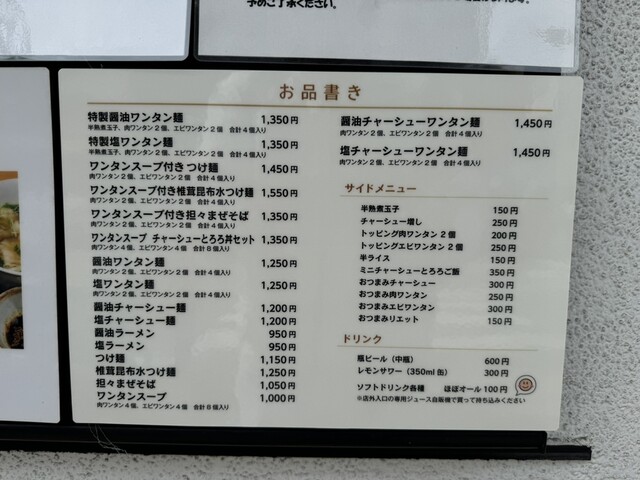 予めご了承ください。
お品書き
特製醤油ワンタン麺 1,350円
半熟煮玉子、肉ワンタン2個、エビワンタン2個 合計4個入り
特製塩ワンタン麺 1,350円
半熟煮玉子、肉ワンタン2個、エビワンタン2個 合計4個入り
ワンタンスープ付き つけ麺 1,450円
肉ワンタン2個、エビワンタン2個 合計4個入り
ワンタンスープ付き椎茸昆布水つけ麺 1,550円
肉ワンタン2個、エビワンタン2個 合計4個入り
ワンタンスープ付き担々まぜそば 1,350円
肉ワンタン2個、エビワンタン2個 合計4個入り
ワンタンスープ チャーシューとろろ丼セット 1,350円
肉ワンタン4個、エビワンタン4個 合計8個入り
醤油ワンタン麺 1,250円
肉ワンタン2個、エビワンタン2個 合計4個入り
塩ワンタン麺 1,250円
肉ワンタン2個、エビワンタン2個 合計4個入り
醤油チャーシュー麺 1,200円
塩チャーシュー麺 1,200円
醤油ラーメン 950円
塩ラーメン 950円
つけ麺 1,150円
椎茸昆布水つけ麺 1,250円
担々まぜそば 1,050円
ワンタンスープ 1,000円
肉ワンタン4個、エビワンタン4個 合計8個入り
醤油チャーシューワンタン麺 1,450円
肉ワンタン2個、エビワンタン2個 合計4個入り
塩チャーシューワンタン麺 1,450円
肉ワンタン2個、エビワンタン2個 合計4個入り
サイドメニュー
半熟煮玉子 150円
チャーシュー増し 250円
トッピング肉ワンタン2個 200円
トッピングエビワンタン2個 250円
半ライス 150円
ミニチャーシューとろろご飯 350円
おつまみチャーシュー 300円
おつまみ肉ワンタン 250円
おつまみエビワンタン 300円
おつまみリエット 150円
ドリンク
瓶ビール（中瓶） 600円
レモンサワー（350ml缶） 300円
ソフトドリンク各種 ほぼオール100円
※店外入口の専用ジュース自販機で買って持ち込みください